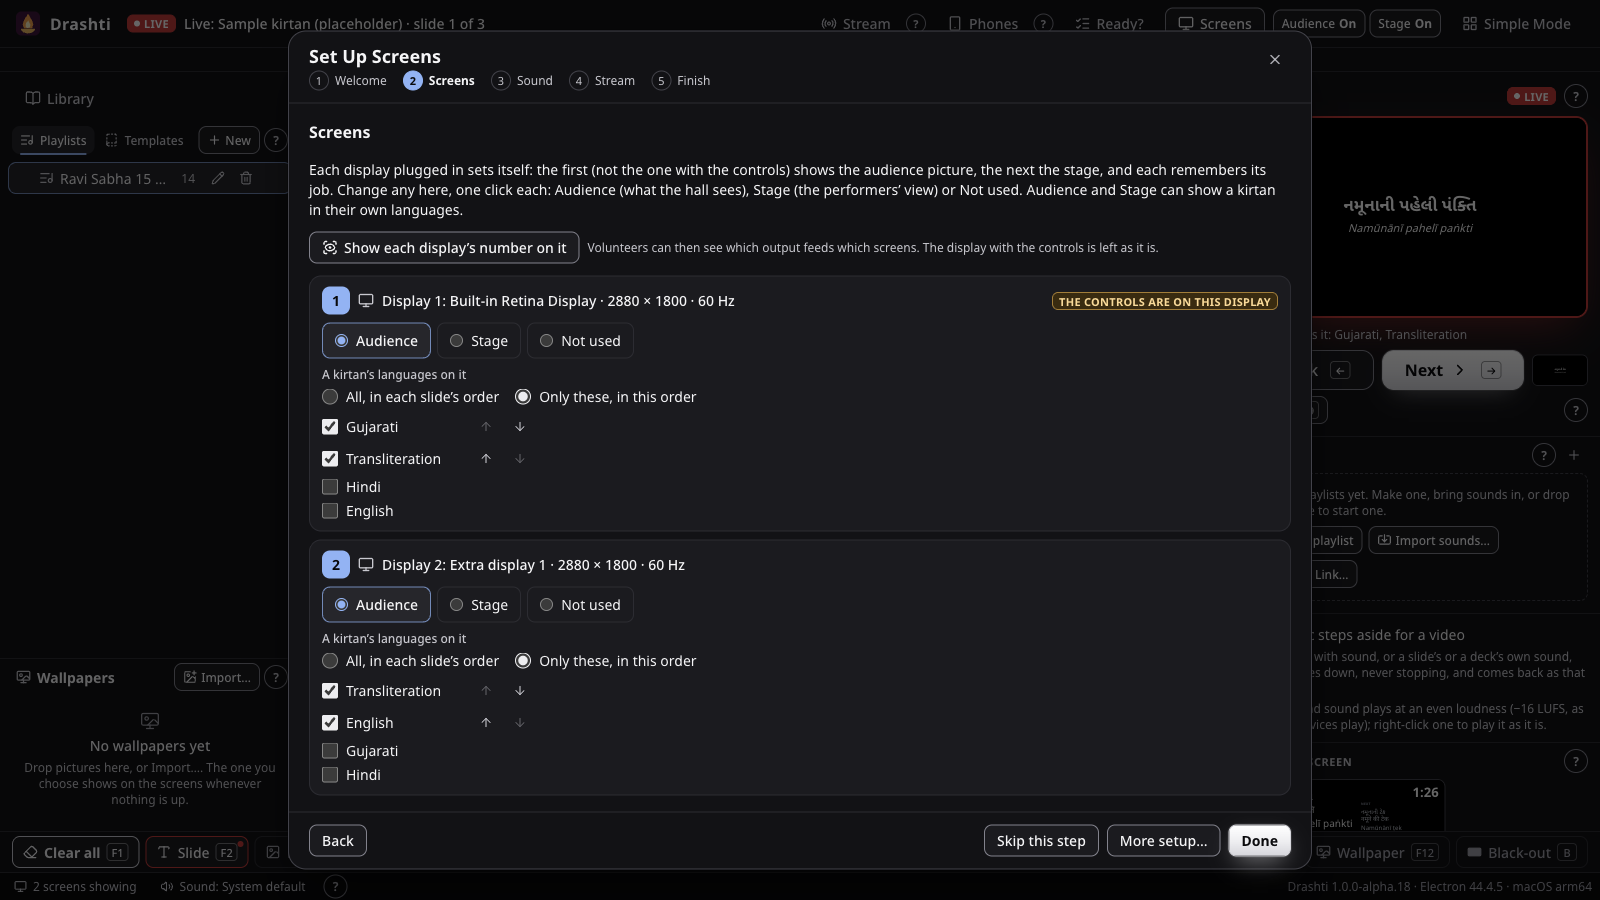 Drashti
LIVE
Live: Sample kirtan (placeholder) · slide 1 of 3
Stream
?
Phones
?
Ready?
Screens
Audience On
Stage On
Simple Mode
Set Up Screens
1 Welcome
2 Screens
3 Sound
4 Stream
5 Finish
Library
LIVE
?
Playlists
Templates
+ New
?
Ravi Sabha 15 ...
14
Screens
Each display plugged in sets itself: the first (not the one with the controls) shows the audience picture, the next the stage, and each remembers its
job. Change any here, one click each: Audience (what the hall sees), Stage (the performers’ view) or Not used. Audience and Stage can show a kirtan
in their own languages.
Show each display’s number on it
Volunteers can then see which output feeds which screens. The display with the controls is left as it is.
1
Display 1: Built-in Retina Display · 2880 × 1800 · 60 Hz
THE CONTROLS ARE ON THIS DISPLAY
Audience
Stage
Not used
A kirtan’s languages on it
All, in each slide’s order
Only these, in this order
Gujarati
Transliteration
Hindi
English
2
Display 2: Extra display 1 · 2880 × 1800 · 60 Hz
Audience
Stage
Not used
A kirtan’s languages on it
All, in each slide’s order
Only these, in this order
Transliteration
English
Gujarati
Hindi
Back
Skip this step
More setup...
Done
નમૂનાની પહેલી પંક્તિ
Namūnānī pahelī paṅkti
s it: Gujarati, Transliteration
Next
?
?
aylists yet. Make one, bring sounds in, or drop
e to start one.
playlist
Import sounds...
Link...
t steps aside for a video
with sound, or a slide’s or a deck’s own sound,
es down, never stopping, and comes back as that
nd sound plays at an even loudness (−16 LUFS, as
vices play); right-click one to play it as it is.
CREEN
?
1:26
Wallpapers
Import...
?
No wallpapers yet
Drop pictures here, or Import.... The one you
choose shows on the screens whenever
nothing is up.
Clear all F1
Slide F2
Wallpaper F12
Black-out B
2 screens showing
Sound: System default
?
Drashti 1.0.0-alpha.18 · Electron 44.4.5 · macOS arm64